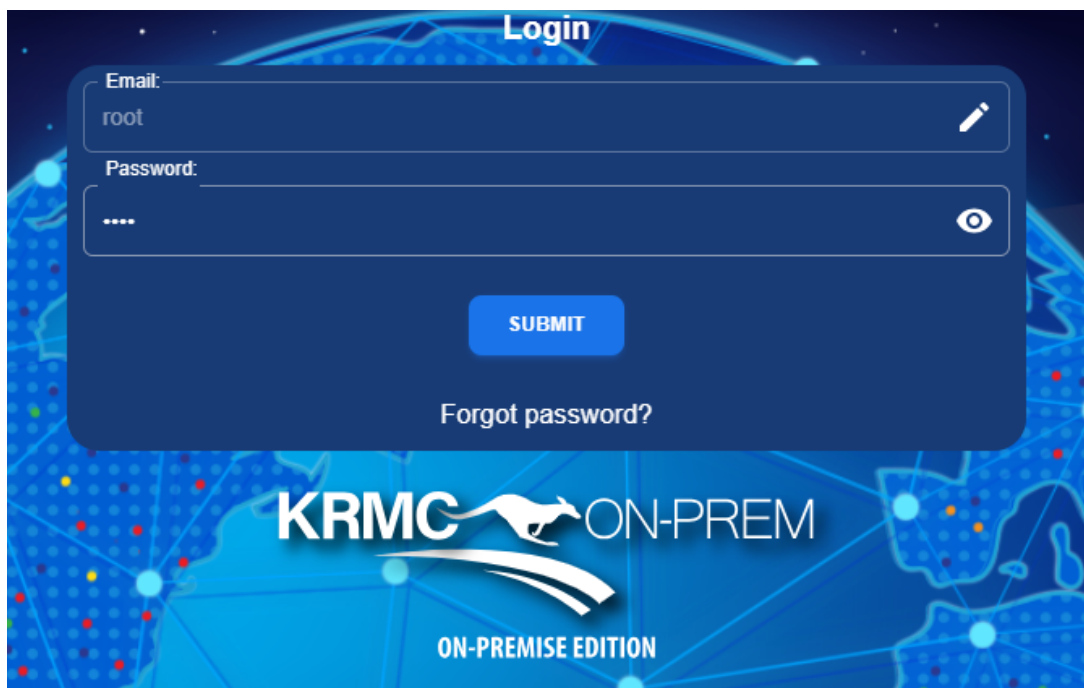 Login
Email:
root
Password:
••••
SUBMIT
Forgot password?
KRMC ON-PREM
ON-PREMISE EDITION